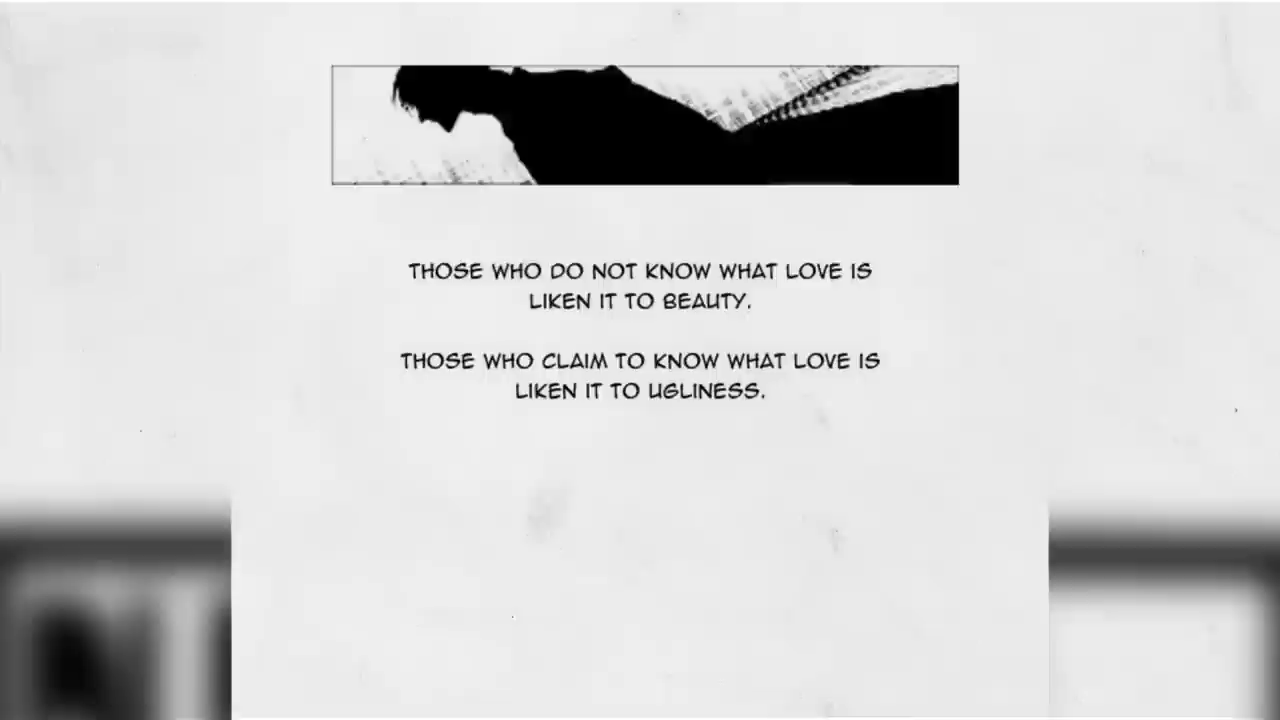 THOSE WHO DO NOT KNOW WHAT LOVE IS
LIKEN IT TO BEAUTY.
THOSE WHO CLAIM TO KNOW WHAT LOVE IS
LIKEN IT TO UGLINESS.